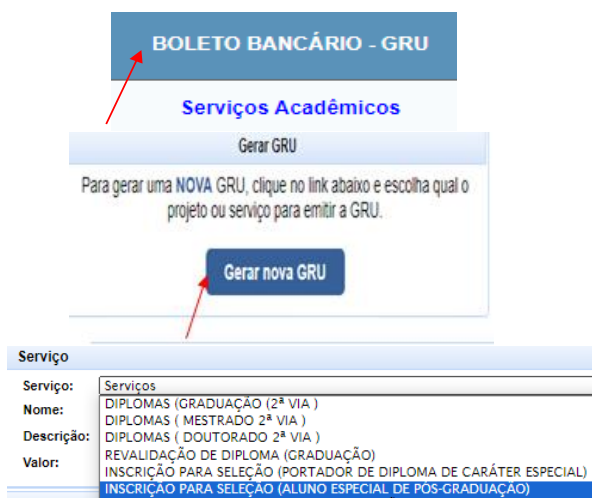 BOLETO BANCÁRIO - GRU
Serviços Acadêmicos
Gerar GRU
Para gerar uma NOVA GRU, clique no link abaixo e escolha qual o
projeto ou serviço para emitir a GRU.
Gerar nova GRU
Serviço
Serviço: Serviços
Nome: DIPLOMAS (GRADUAÇÃO (2ª VIA )
DIPLOMAS ( MESTRADO 2ª VIA )
Descrição: DIPLOMAS ( DOUTORADO 2ª VIA )
Valor: REVALIDAÇÃO DE DIPLOMA (GRADUAÇÃO)
INSCRIÇÃO PARA SELEÇÃO (PORTADOR DE DIPLOMA DE CARÁTER ESPECIAL)
INSCRIÇÃO PARA SELEÇÃO (ALUNO ESPECIAL DE PÓS-GRADUAÇÃO)